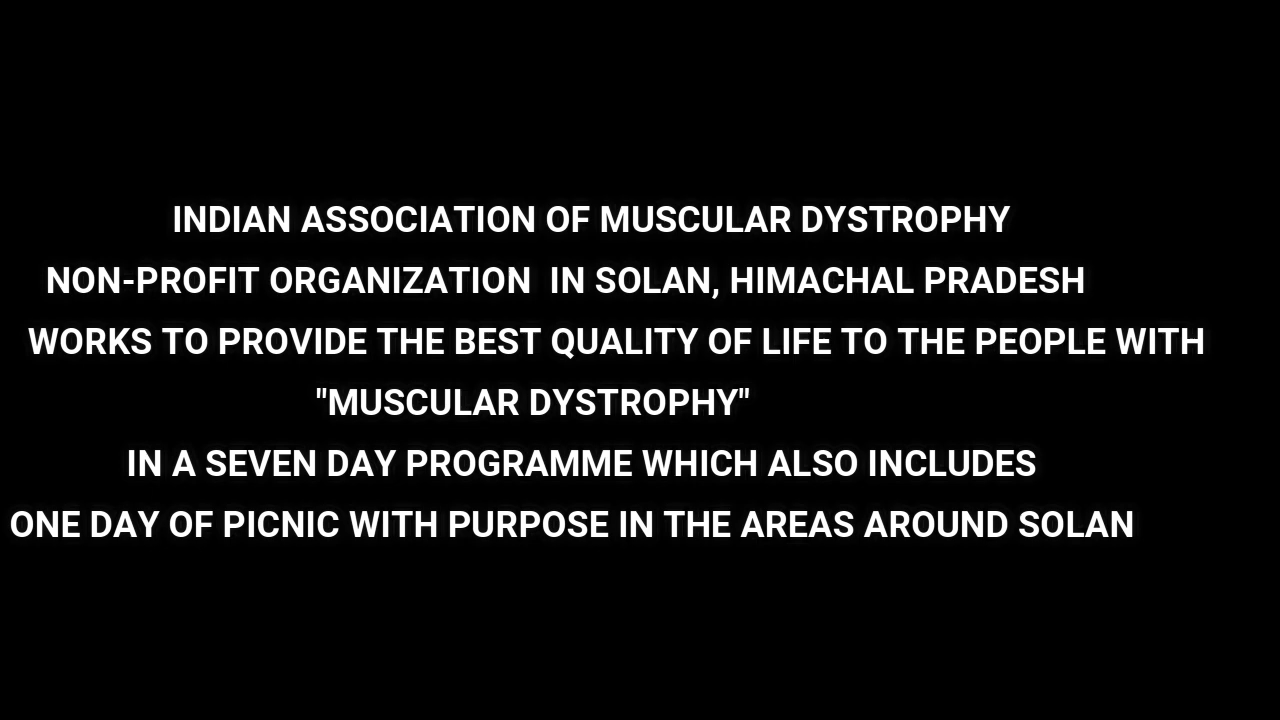 INDIAN ASSOCIATION OF MUSCULAR DYSTROPHY
NON-PROFIT ORGANIZATION  IN SOLAN, HIMACHAL PRADESH
WORKS TO PROVIDE THE BEST QUALITY OF LIFE TO THE PEOPLE WITH
"MUSCULAR DYSTROPHY"
IN A SEVEN DAY PROGRAMME WHICH ALSO INCLUDES
ONE DAY OF PICNIC WITH PURPOSE IN THE AREAS AROUND SOLAN